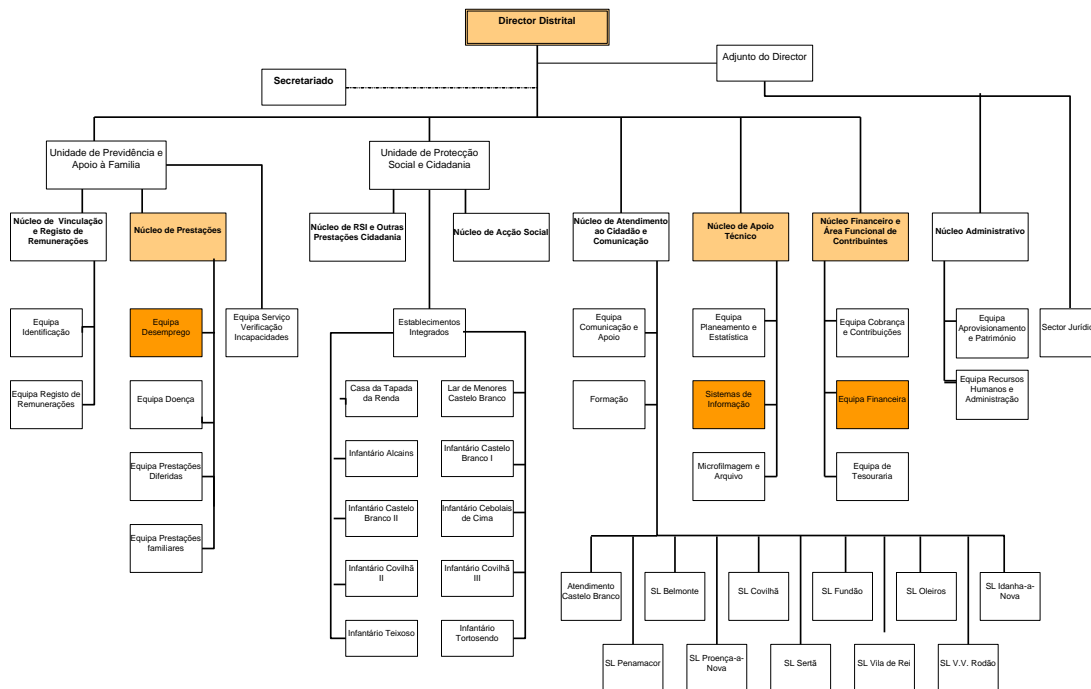 Director Distrital
Adjunto do Director
Secretariado
Unidade de Previdência e
Apoio à Familia
Unidade de Protecção
Social e Cidadania
Núcleo de Vinculação
e Registo de
Remunerações
Núcleo de Prestações
Núcleo de RSI e Outras
Prestações Cidadania
Núcleo de Acção Social
Núcleo de Atendimento
ao Cidadão e
Comunicação
Núcleo de Apoio
Técnico
Núcleo Financeiro e
Área Funcional de
Contribuintes
Núcleo Administrativo
Equipa
Identificação
Equipa
Desemprego
Equipa Serviço
Verificação
Incapacidades
Establecimentos
Integrados
Equipa
Comunicação e
Apoio
Equipa
Planeamento e
Estatística
Equipa Cobrança
e Contribuições
Equipa
Aprovisionamento
e Património
Sector Jurídico
Equipa Registo de
Remunerações
Equipa Doença
Casa da Tapada
da Renda
Lar de Menores
Castelo Branco
Formação
Sistemas de
Informação
Equipa Financeira
Equipa Recursos
Humanos e
Administração
Equipa Prestações
Diferidas
Infantário Alcains
Infantário Castelo
Branco I
Microfilmagem e
Arquivo
Equipa de
Tesouraria
Equipa Prestações
familiares
Infantário Castelo
Branco II
Infantário Cebolais
de Cima
Infantário Covilhã
II
Infantário Covilhã
III
Atendimento
Castelo Branco
SL Belmonte
SL Covilhã
SL Fundão
SL Oleiros
SL Idanha-a-
Nova
Infantário Teixoso
Infantário
Tortosendo
SL Penamacor
SL Proença-a-
Nova
SL Sertã
SL Vila de Rei
SL V.V. Rodão